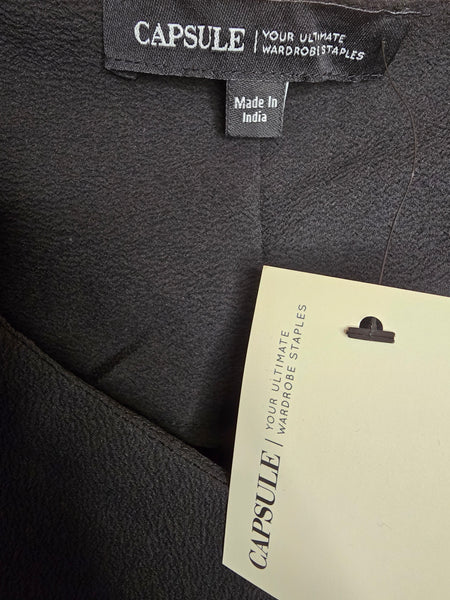 CAPSULE | YOUR ULTIMATE
WARDROBE STAPLES
Made In
India
CAPSULE | YOUR ULTIMATE
WARDROBE STAPLES